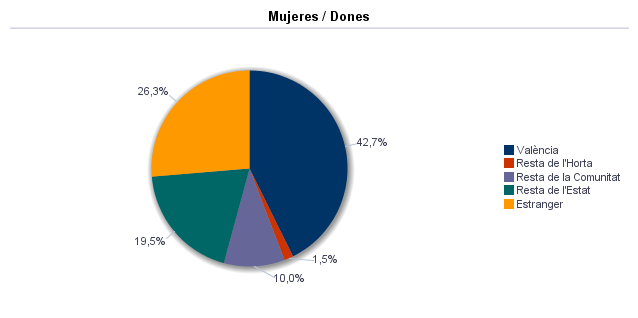 Mujeres / Dones
26,3%
42,7%
19,5%
1,5%
10,0%
València
Resta de l'Horta
Resta de la Comunitat
Resta de l'Estat
Estranger